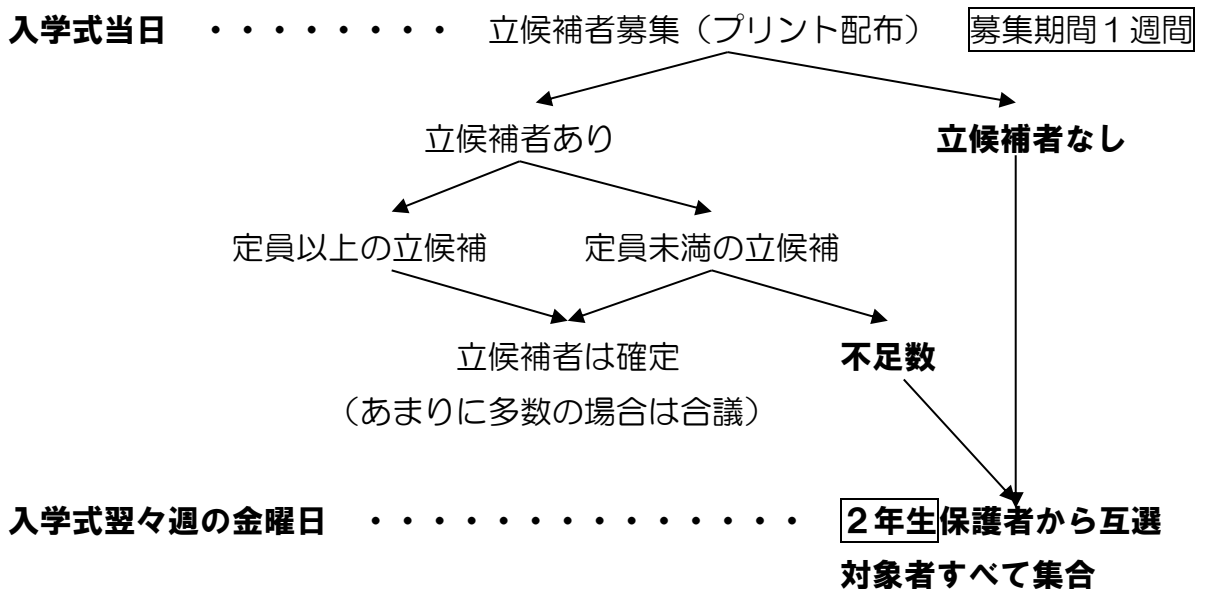 入学式当日 ・・・・・・・・ 立候補者募集（プリント配布） 募集期間１週間
立候補者あり 立候補者なし
定員以上の立候補 定員未満の立候補
立候補者は確定 不足数
（あまりに多数の場合は合議）
入学式翌々週の金曜日 ・・・・・・・・・・・・・・ ２年生保護者から互選
対象者すべて集合